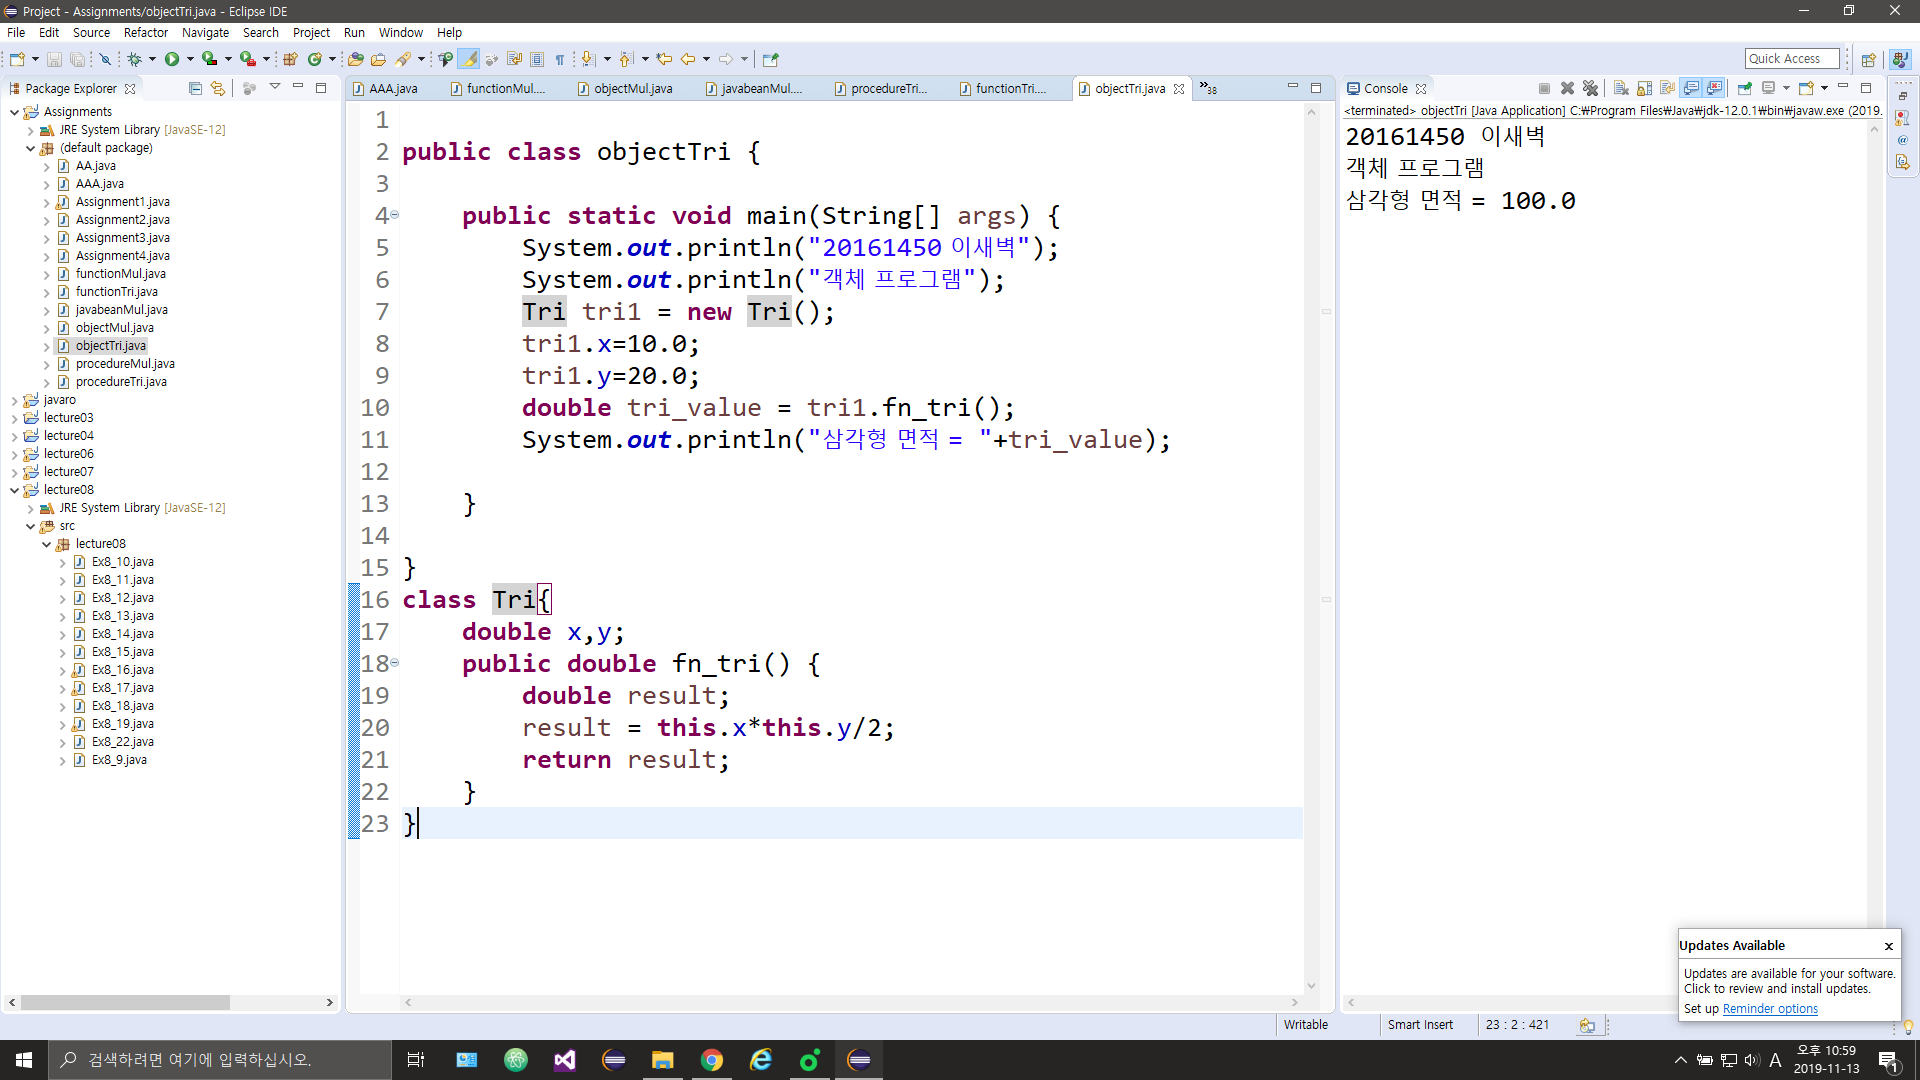 Project - Assignments/objectTri.java - Eclipse IDE
File Edit Source Refactor Navigate Search Project Run Window Help
Quick Access
Package Explorer
Assignments
JRE System Library [JavaSE-12]
(default package)
AA.java
AAA.java
Assignment1.java
Assignment2.java
Assignment3.java
Assignment4.java
functionMul.java
functionTri.java
javabeanMul.java
objectMul.java
objectTri.java
procedureMul.java
procedureTri.java
javaro
lecture03
lecture04
lecture06
lecture07
lecture08
JRE System Library [JavaSE-12]
src
lecture08
Ex8_10.java
Ex8_11.java
Ex8_12.java
Ex8_13.java
Ex8_14.java
Ex8_15.java
Ex8_16.java
Ex8_17.java
Ex8_18.java
Ex8_19.java
Ex8_22.java
Ex8_9.java
AAA.java functionMul.... objectMul.java javabeanMul.... procedureTri... functionTri.... objectTri.java »38
1
2 public class objectTri {
3
4 public static void main(String[] args) {
5 System.out.println("20161450 이새벽");
6 System.out.println("객체 프로그램");
7 Tri tri1 = new Tri();
8 tri1.x=10.0;
9 tri1.y=20.0;
10 double tri_value = tri1.fn_tri();
11 System.out.println("삼각형 면적 = "+tri_value);
12
13 }
14
15 }
16 class Tri{
17 double x,y;
18 public double fn_tri() {
19 double result;
20 result = this.x*this.y/2;
21 return result;
22 }
23 }
Console
<terminated> objectTri [Java Application] C:₩Program Files₩Java₩jdk-12.0.1₩bin₩javaw.exe (2019.
20161450 이새벽
객체 프로그램
삼각형 면적 = 100.0
Updates Available
Updates are available for your software.
Click to review and install updates.
Set up Reminder options
Writable Smart Insert 23 : 2 : 421
검색하려면 여기에 입력하십시오.
A
오후 10:59
2019-11-13
1